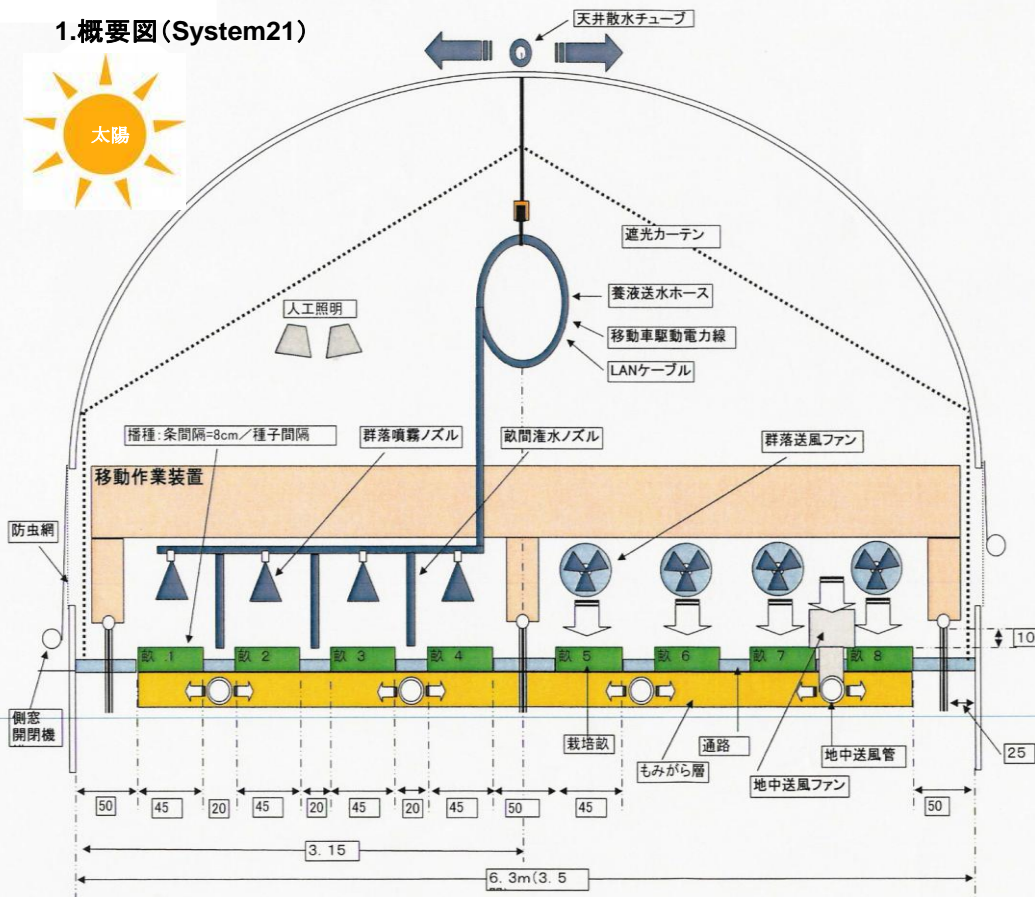 1.概要図(System21)
天井散水チューブ
太陽
遮光カーテン
養液送水ホース
人工照明
移動車駆動電力線
LANケーブル
播種:条間隔=8cm/種子間隔
群落噴霧ノズル
畝間灌水ノズル
群落送風ファン
移動作業装置
防虫網
10
畝 1
畝 2
畝 3
畝 4
畝 5
畝 6
畝 7
畝 8
側窓
開閉機
栽培畝
通路
もみがら層
地中送風管
地中送風ファン
25
50
45
20
45
20
45
20
45
50
45
50
3.15
6.3m(3.5